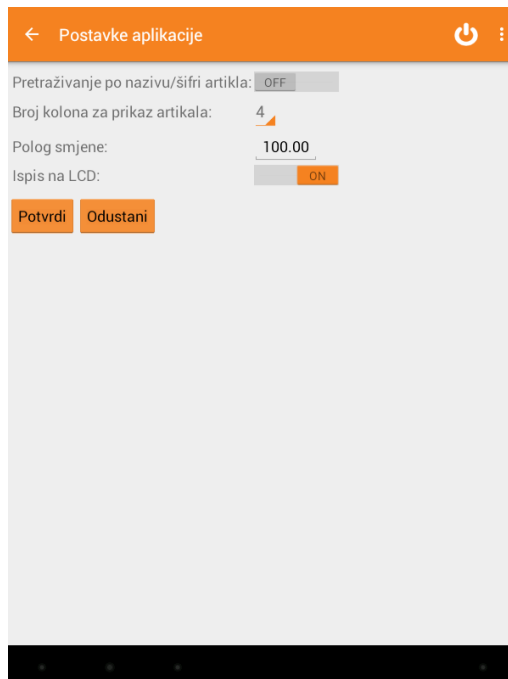 Postavke aplikacije
Pretraživanje po nazivu/šifri artikla: OFF
Broj kolona za prikaz artikala: 4
Polog smjene: 100.00
Ispis na LCD: ON
Potvrdi Odustani